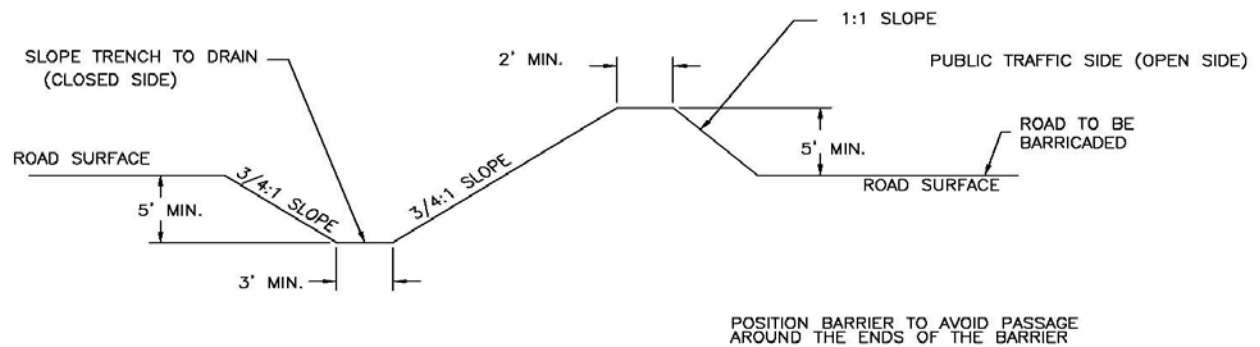 1:1 SLOPE
SLOPE TRENCH TO DRAIN
(CLOSED SIDE)
2' MIN.
PUBLIC TRAFFIC SIDE (OPEN SIDE)
ROAD SURFACE
3/4:1 SLOPE
3/4:1 SLOPE
5' MIN.
ROAD TO BE
BARRICADED
ROAD SURFACE
5' MIN.
3' MIN.
POSITION BARRIER TO AVOID PASSAGE
AROUND THE ENDS OF THE BARRIER